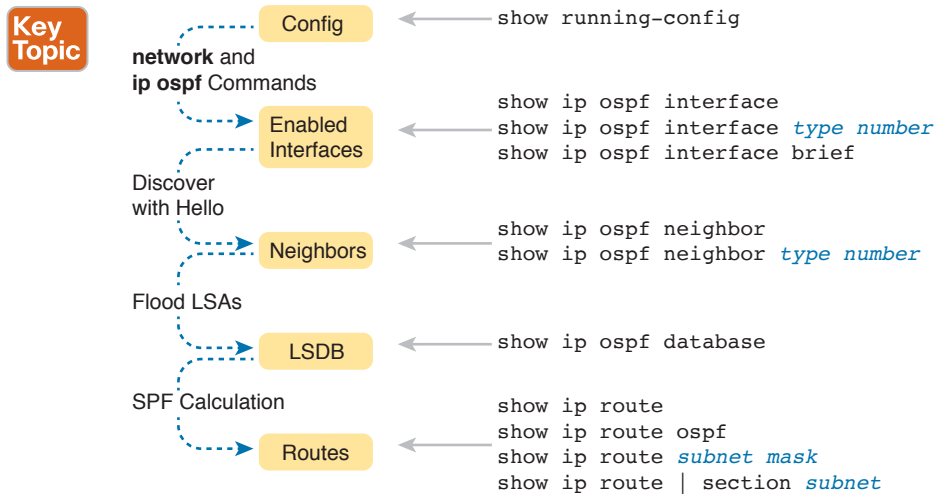 Key
Topic
Config
show running-config
network and
ip ospf Commands
Enabled
Interfaces
show ip ospf interface
show ip ospf interface type number
show ip ospf interface brief
Discover
with Hello
Neighbors
show ip ospf neighbor
show ip ospf neighbor type number
Flood LSAs
LSDB
show ip ospf database
SPF Calculation
Routes
show ip route
show ip route ospf
show ip route subnet mask
show ip route | section subnet